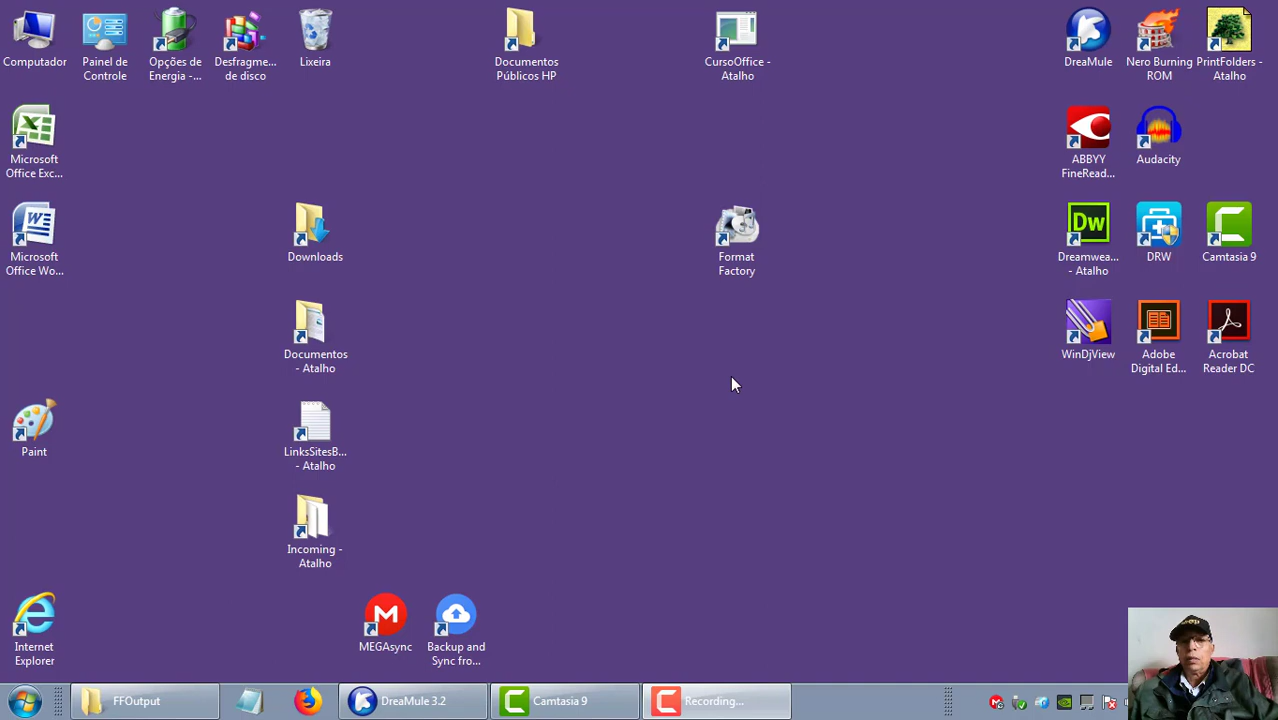 Computador
Painel de
Controle
Opções de
Energia -...
Desfragme...
de disco
Lixeira
Documentos
Públicos HP
CursoOffice -
Atalho
DreaMule
Nero Burning
ROM
PrintFolders -
Atalho
Microsoft
Office Exc...
ABBYY
FineRead...
Audacity
W
Microsoft
Office Wo...
Downloads
Format
Factory
Dw
Dreamwea...
- Atalho
DRW
Camtasia 9
Documentos
- Atalho
WinDjView
Adobe
Digital Ed...
Acrobat
Reader DC
Paint
LinksSitesB...
- Atalho
Incoming -
Atalho
Internet
Explorer
M
MEGAsync
Backup and
Sync fro...
FFOutput
DreaMule 3.2
Camtasia 9
Recording...